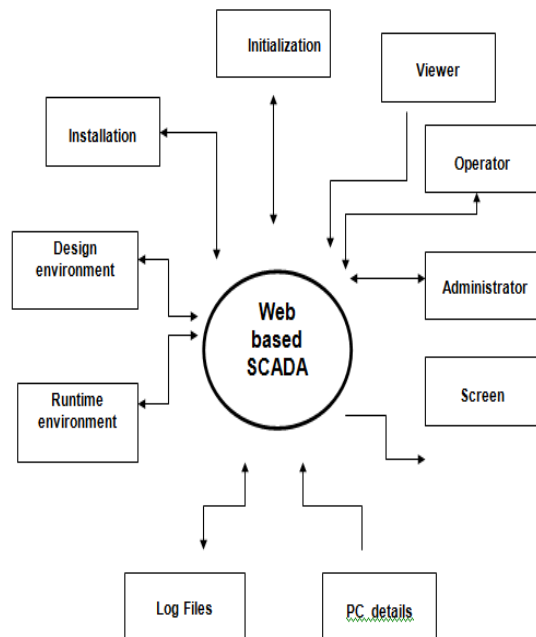 Initialization
Viewer
Installation
Operator
Design
environment
Administrator
Web
based
SCADA
Runtime
environment
Screen
Log Files
PC details